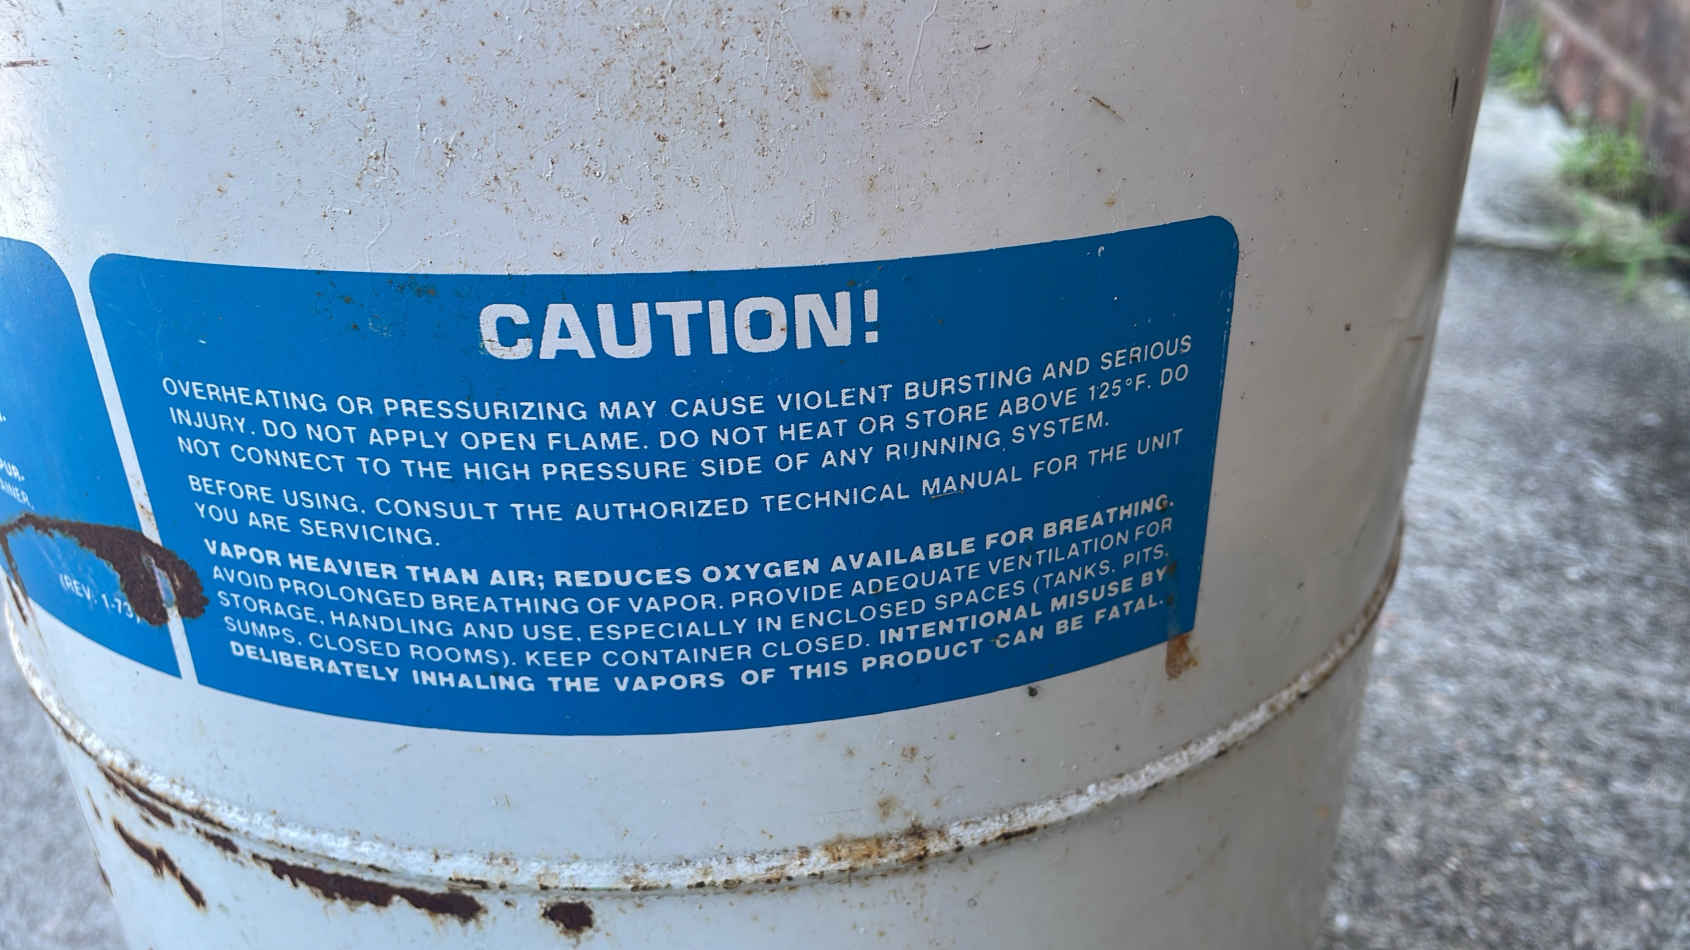 PUR-
AINER
(REV. 1-73)
CAUTION!
OVERHEATING OR PRESSURIZING MAY CAUSE VIOLENT BURSTING AND SERIOUS
INJURY. DO NOT APPLY OPEN FLAME. DO NOT HEAT OR STORE ABOVE 125°F. DO
NOT CONNECT TO THE HIGH PRESSURE SIDE OF ANY RUNNING SYSTEM.
BEFORE USING, CONSULT THE AUTHORIZED TECHNICAL MANUAL FOR THE UNIT
YOU ARE SERVICING.
VAPOR HEAVIER THAN AIR; REDUCES OXYGEN AVAILABLE FOR BREATHING.
AVOID PROLONGED BREATHING OF VAPOR. PROVIDE ADEQUATE VENTILATION FOR
STORAGE, HANDLING AND USE, ESPECIALLY IN ENCLOSED SPACES (TANKS, PITS,
SUMPS, CLOSED ROOMS). KEEP CONTAINER CLOSED. INTENTIONAL MISUSE BY
DELIBERATELY INHALING THE VAPORS OF THIS PRODUCT CAN BE FATAL.